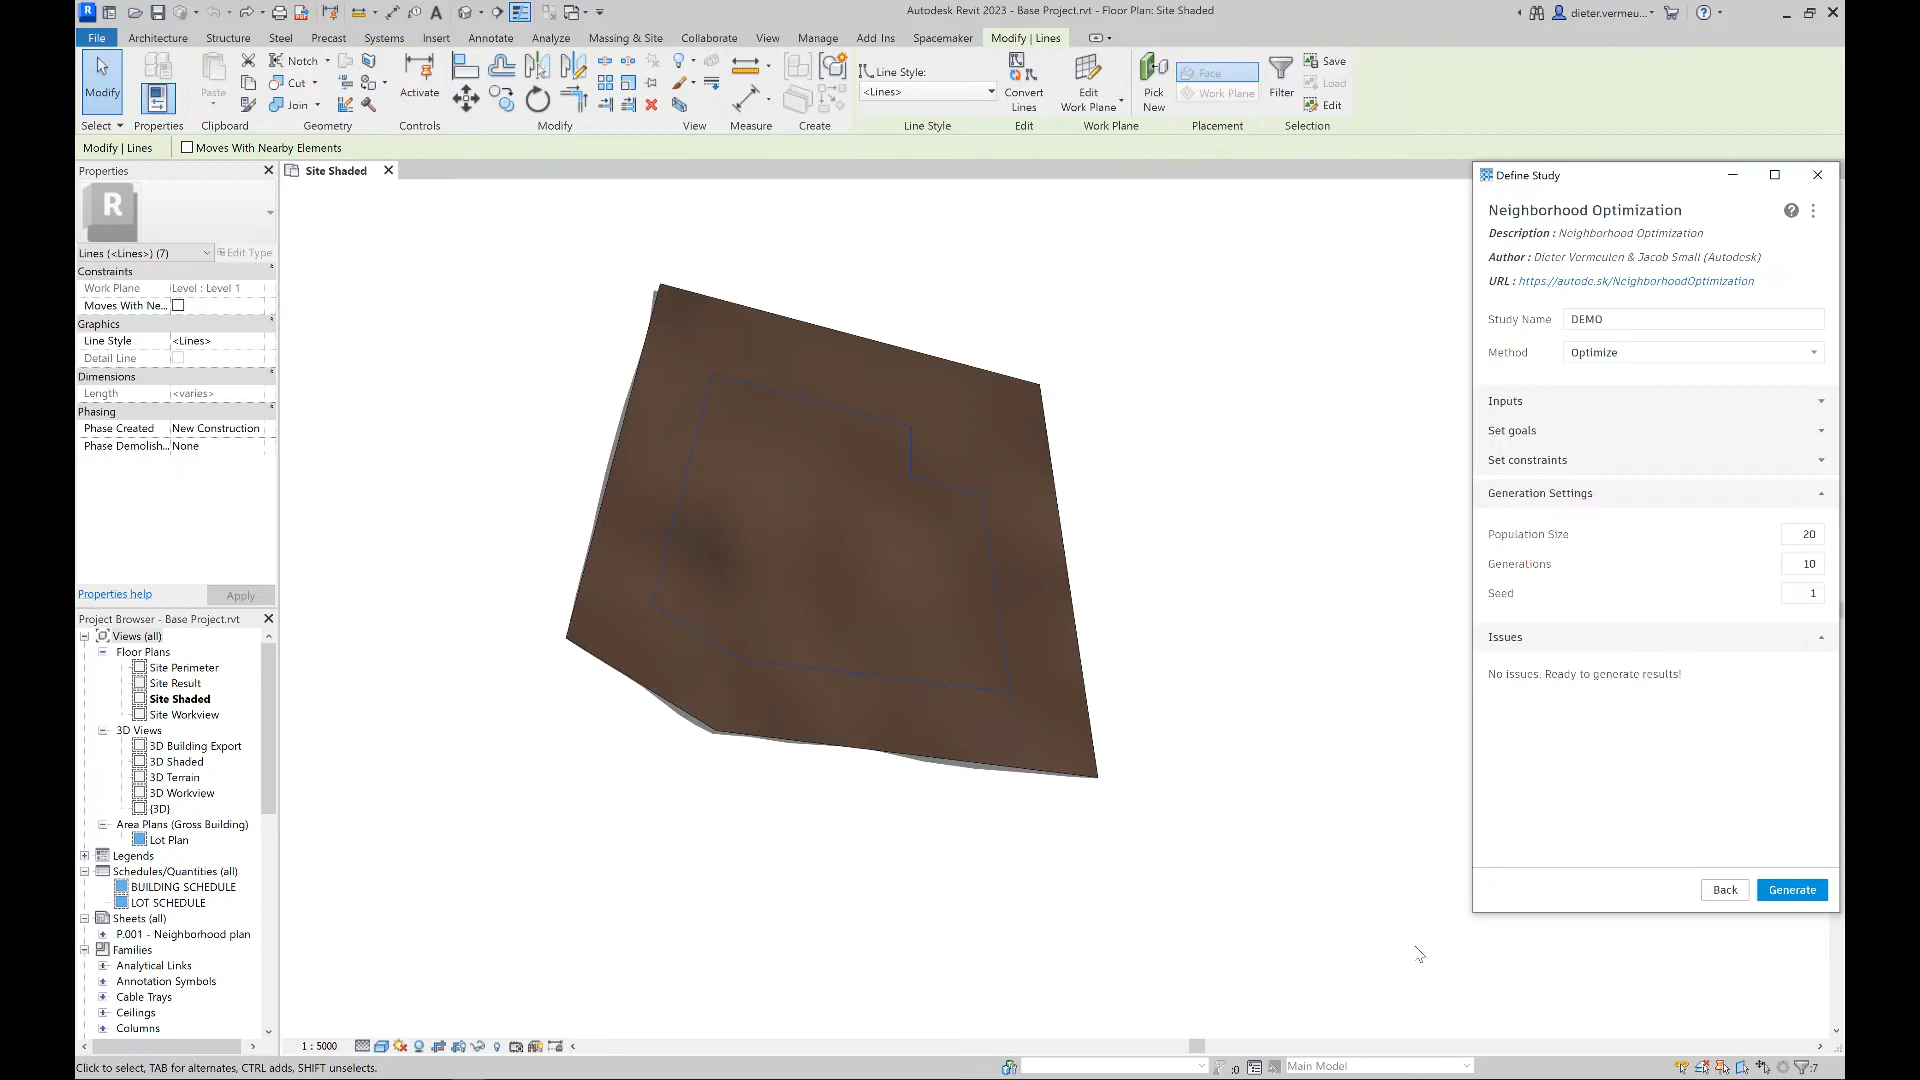 Autodesk Revit 2023 - Base Project.rvt - Floor Plan: Site Shaded
dieter.vermeu...
File Architecture Structure Steel Precast Systems Insert Annotate Analyze Massing & Site Collaborate View Manage Add Ins Spacemaker Modify | Lines
Modify
Paste
Notch
Cut
Join
Activate
Line Style:
<Lines>
Convert
Lines
Edit
Work Plane
Pick
New
Face
Work Plane
Filter
Save
Load
Edit
Select Properties Clipboard Geometry Controls Modify View Measure Create Line Style Edit Work Plane Placement Selection
Modify | Lines
Moves With Nearby Elements
Properties
Site Shaded
R
Lines (<Lines>) (7)
Edit Type
Constraints
Work Plane Level : Level 1
Moves With Ne...
Graphics
Line Style <Lines>
Detail Line
Dimensions
Length <varies>
Phasing
Phase Created New Construction
Phase Demolish... None
Properties help
Apply
Project Browser - Base Project.rvt
Views (all)
Floor Plans
Site Perimeter
Site Result
Site Shaded
Site Workview
3D Views
3D Building Export
3D Shaded
3D Terrain
3D Workview
{3D}
Area Plans (Gross Building)
Lot Plan
Legends
Schedules/Quantities (all)
BUILDING SCHEDULE
LOT SCHEDULE
Sheets (all)
P.001 - Neighborhood plan
Families
Analytical Links
Annotation Symbols
Cable Trays
Ceilings
Columns
Define Study
Neighborhood Optimization
Description : Neighborhood Optimization
Author : Dieter Vermeulen & Jacob Small (Autodesk)
URL : https://autode.sk/NeighborhoodOptimization
Study Name DEMO
Method Optimize
Inputs
Set goals
Set constraints
Generation Settings
Population Size 20
Generations 10
Seed 1
Issues
No issues. Ready to generate results!
Back
Generate
1 : 5000
Click to select, TAB for alternates, CTRL adds, SHIFT unselects.
:0
Main Model
:7